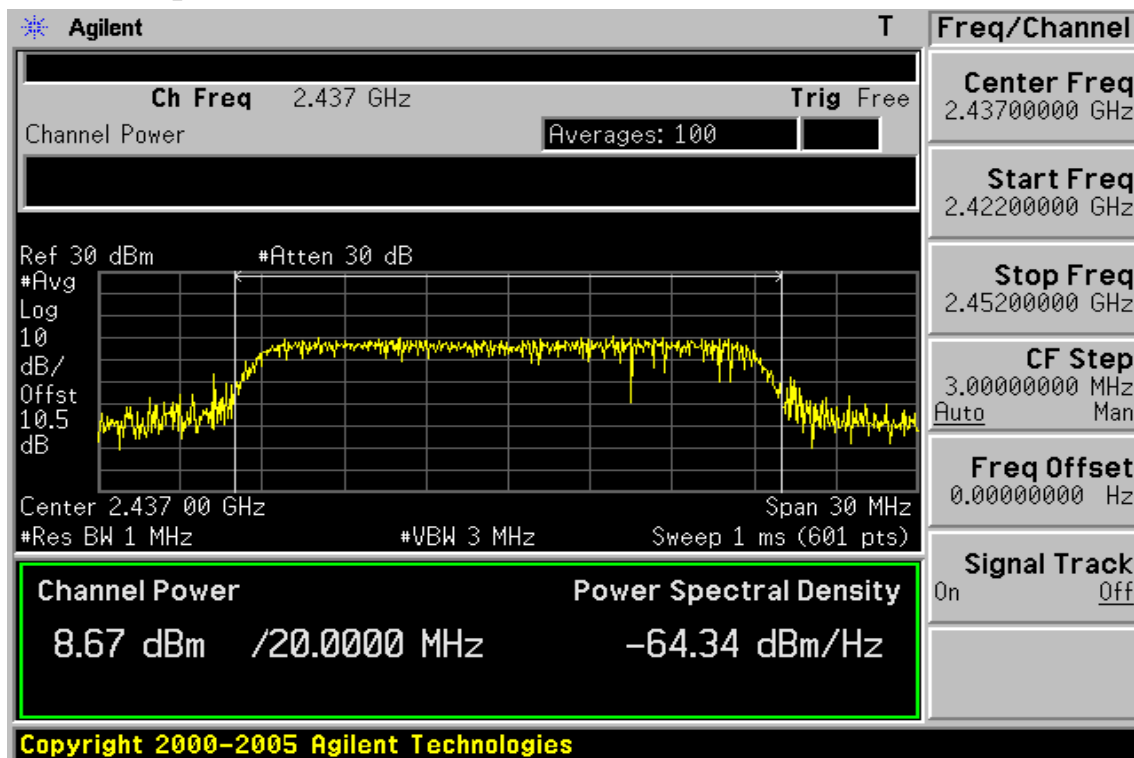 Agilent T
Ch Freq 2.437 GHz Trig Free
Channel Power Averages: 100
Ref 30 dBm #Atten 30 dB
#Avg
Log
10
dB/
Offst
10.5
dB
Center 2.437 00 GHz Span 30 MHz
#Res BW 1 MHz #VBW 3 MHz Sweep 1 ms (601 pts)
Channel Power Power Spectral Density
8.67 dBm /20.0000 MHz -64.34 dBm/Hz
Copyright 2000-2005 Agilent Technologies
Freq/Channel
Center Freq
2.43700000 GHz
Start Freq
2.42200000 GHz
Stop Freq
2.45200000 GHz
CF Step
3.00000000 MHz
Auto Man
Freq Offset
0.00000000 Hz
Signal Track
On Off